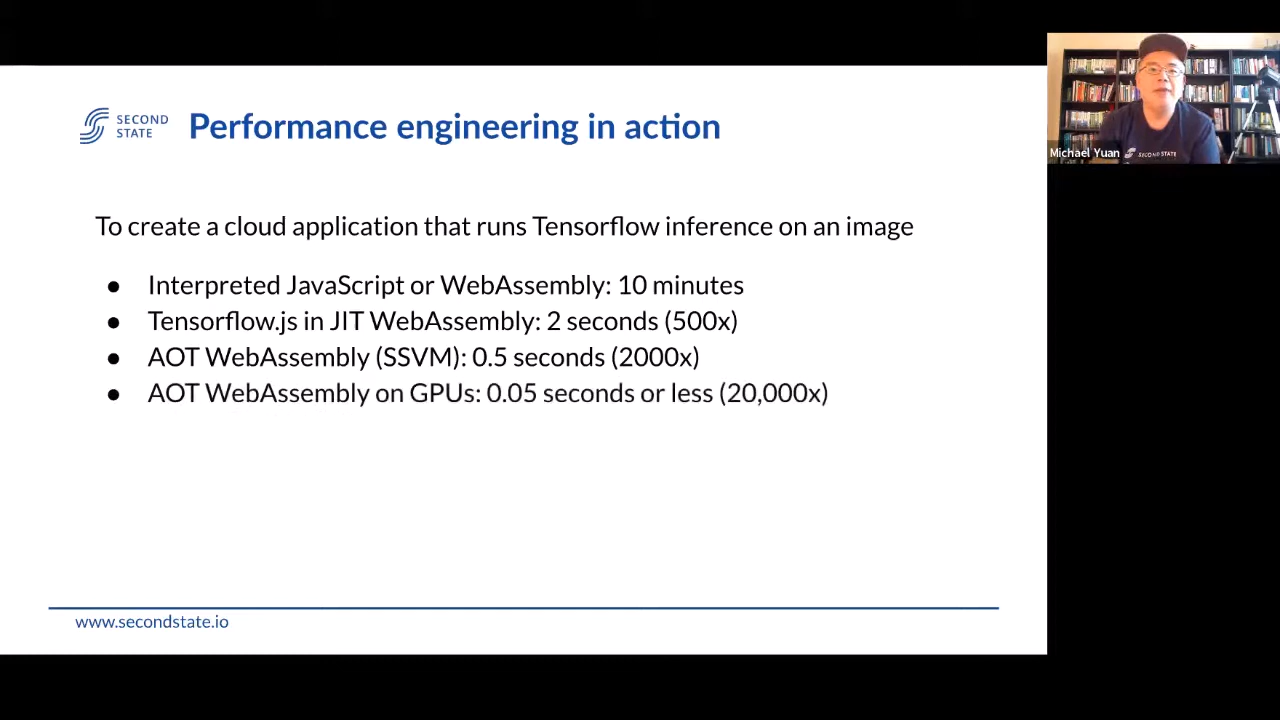 SECOND
STATE
Performance engineering in action
To create a cloud application that runs Tensorflow inference on an image
● Interpreted JavaScript or WebAssembly: 10 minutes
● Tensorflow.js in JIT WebAssembly: 2 seconds (500x)
● AOT WebAssembly (SSVM): 0.5 seconds (2000x)
● AOT WebAssembly on GPUs: 0.05 seconds or less (20,000x)
www.secondstate.io
Michael Yuan
SECOND STATE